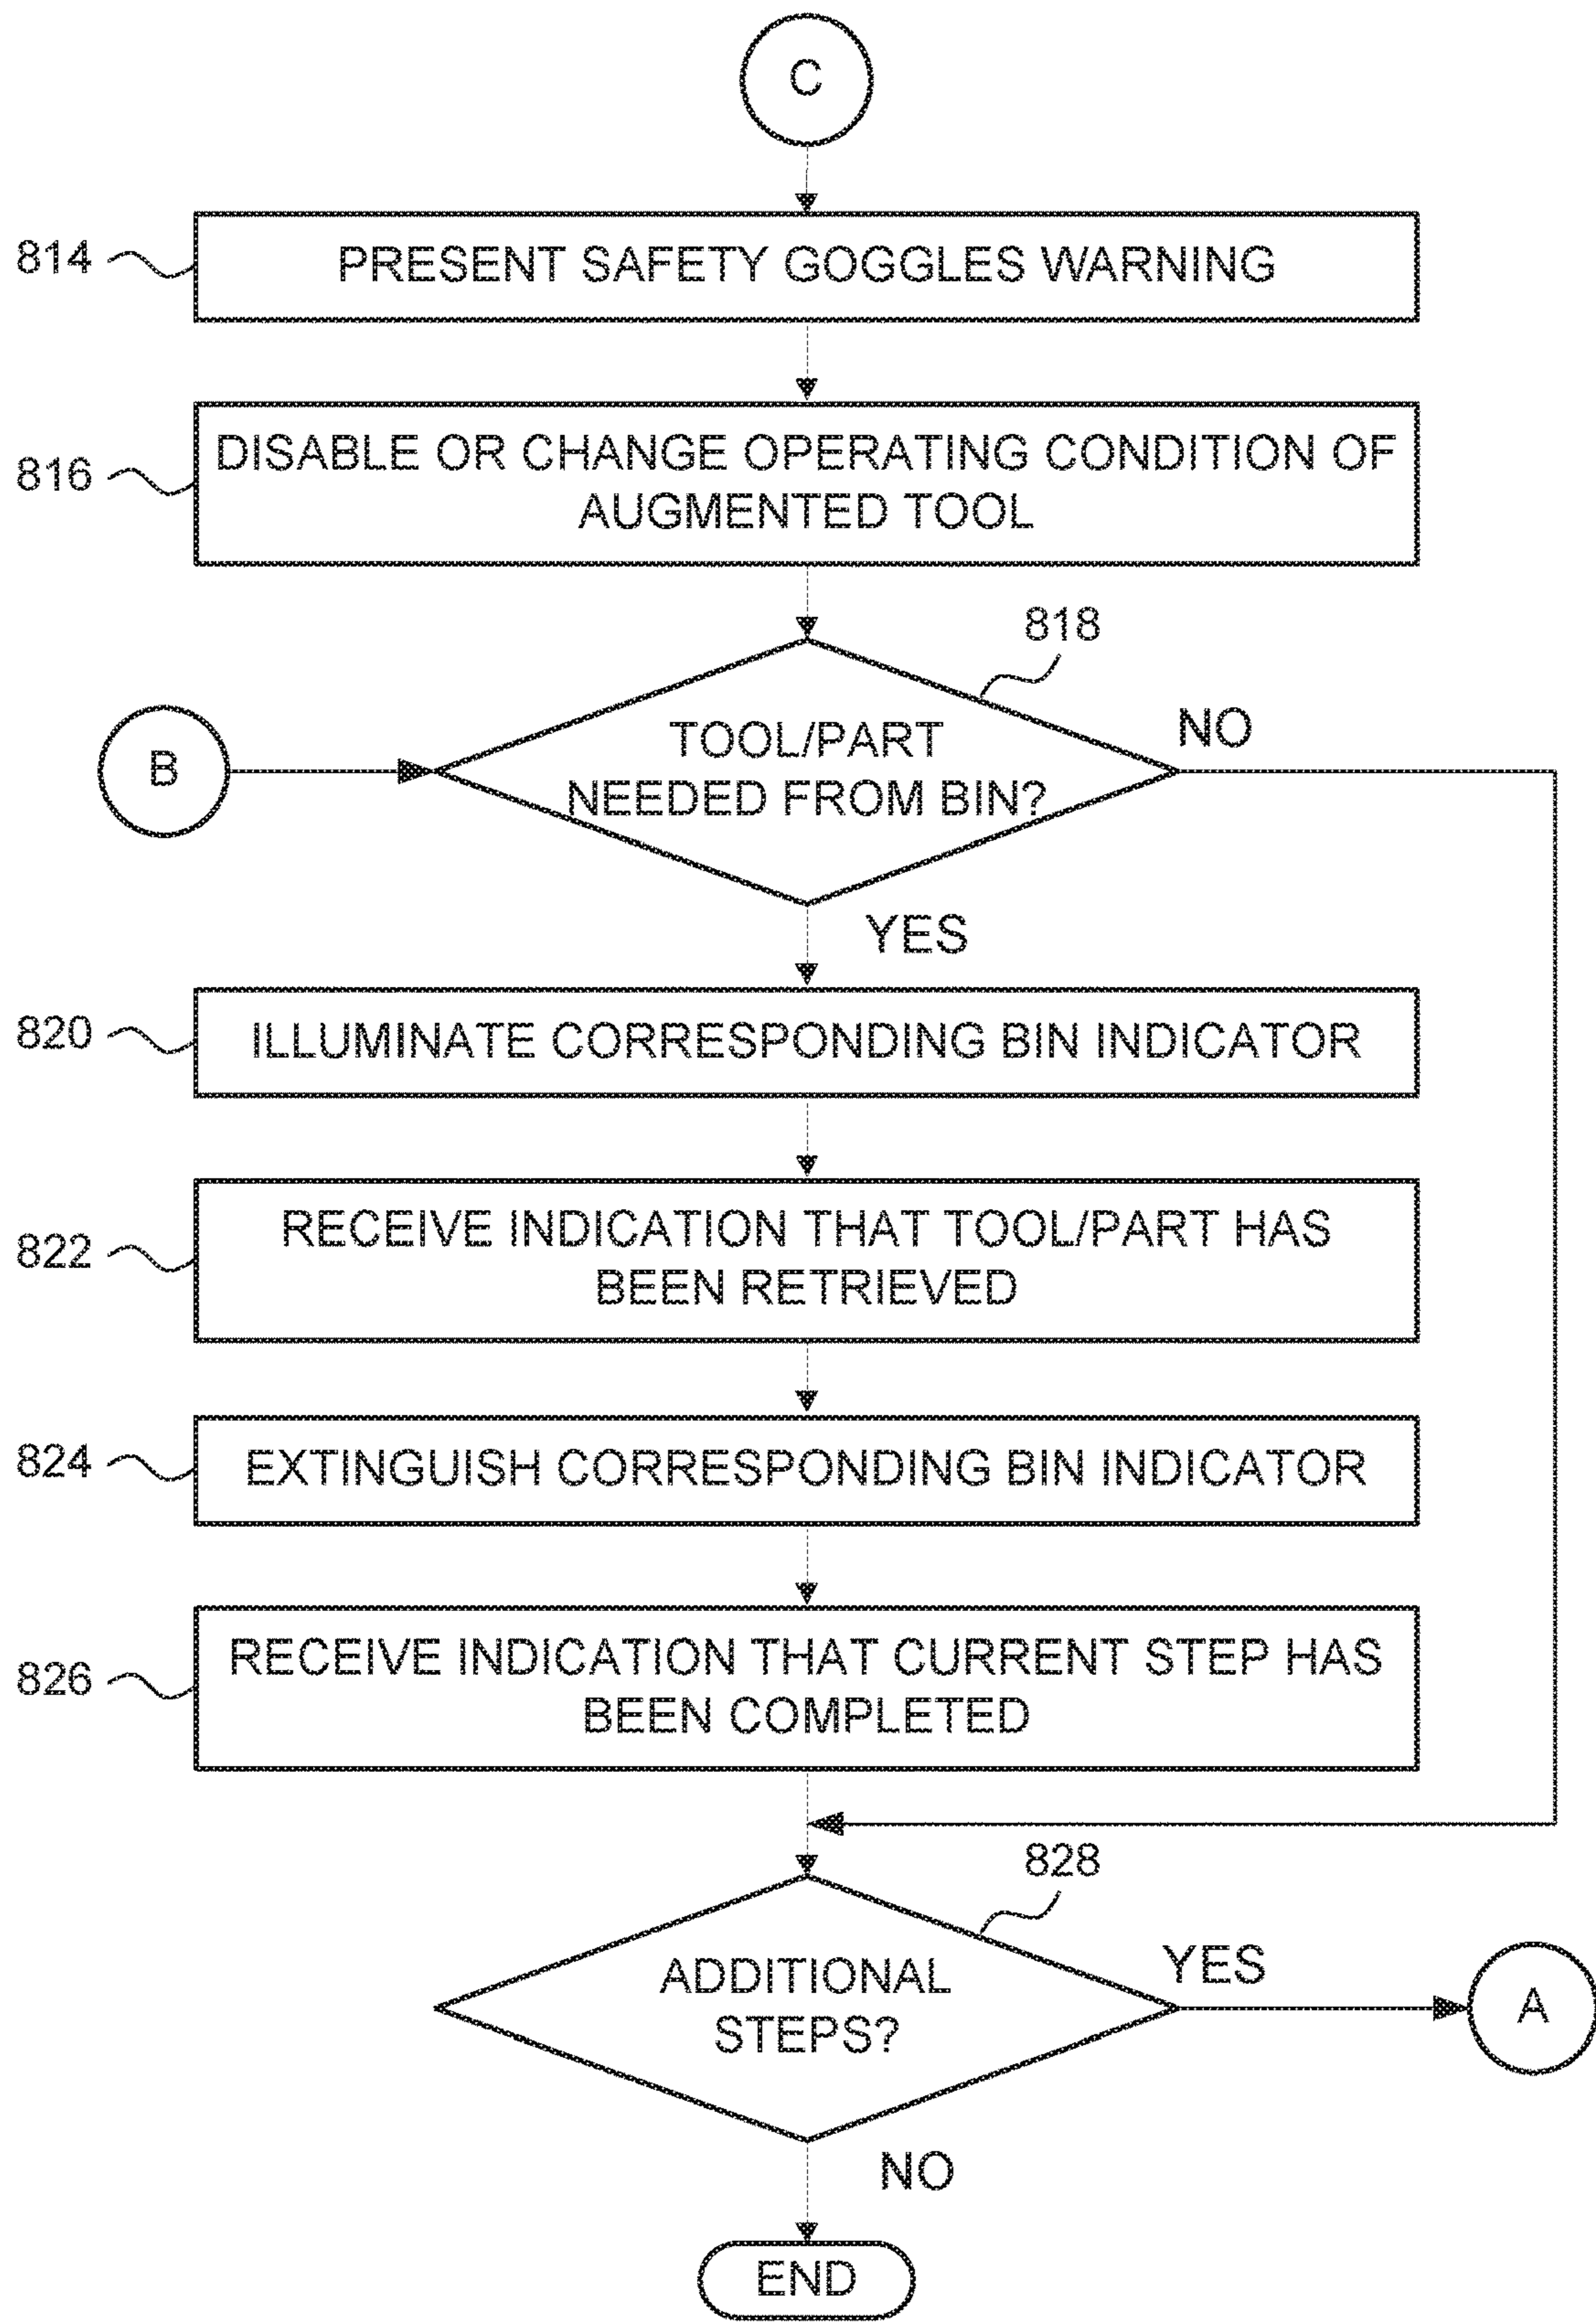 C
814
PRESENT SAFETY GOGGLES WARNING
816
DISABLE OR CHANGE OPERATING CONDITION OF
AUGMENTED TOOL
818
B
TOOL/PART
NEEDED FROM BIN?
NO
YES
820
ILLUMINATE CORRESPONDING BIN INDICATOR
822
RECEIVE INDICATION THAT TOOL/PART HAS
BEEN RETRIEVED
824
EXTINGUISH CORRESPONDING BIN INDICATOR
826
RECEIVE INDICATION THAT CURRENT STEP HAS
BEEN COMPLETED
828
ADDITIONAL
STEPS?
YES
A
NO
END